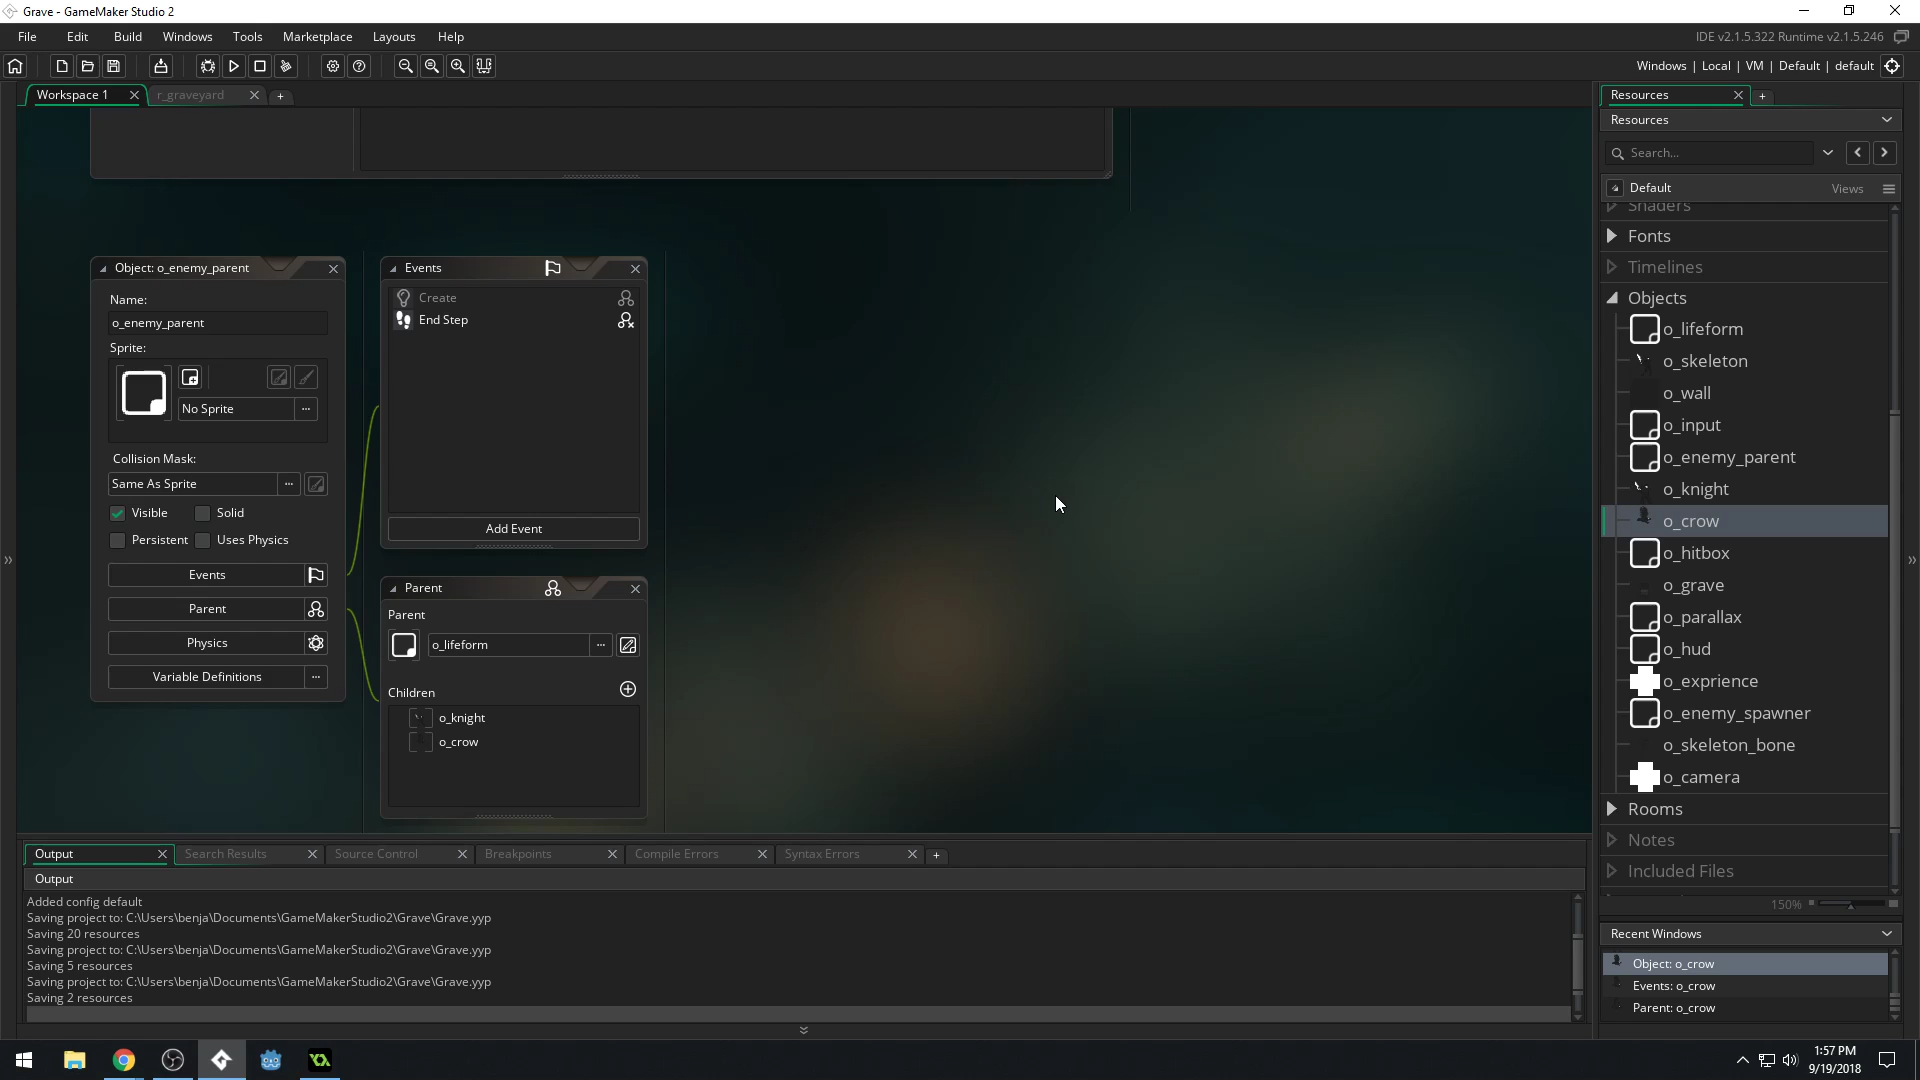 Grave - GameMaker Studio 2
File Edit Build Windows Tools Marketplace Layouts Help
IDE v2.1.5.322 Runtime v2.1.5.246
Windows | Local | VM | Default | default
Workspace 1
r_graveyard
Object: o_enemy_parent
Name:
o_enemy_parent
Sprite:
No Sprite
Collision Mask:
Same As Sprite
Visible Solid
Persistent Uses Physics
Events
Parent
Physics
Variable Definitions
Events
Create
End Step
Add Event
Parent
Parent
o_lifeform
Children
o_knight
o_crow
Resources
Resources
Search...
Default Views
Shaders
Fonts
Timelines
Objects
o_lifeform
o_skeleton
o_wall
o_input
o_enemy_parent
o_knight
o_crow
o_hitbox
o_grave
o_parallax
o_hud
o_exprience
o_enemy_spawner
o_skeleton_bone
o_camera
Rooms
Notes
Included Files
150%
Recent Windows
Object: o_crow
Events: o_crow
Parent: o_crow
Output Search Results Source Control Breakpoints Compile Errors Syntax Errors
Output
Added config default
Saving project to: C:\Users\benja\Documents\GameMakerStudio2\Grave\Grave.yyp
Saving 20 resources
Saving project to: C:\Users\benja\Documents\GameMakerStudio2\Grave\Grave.yyp
Saving 5 resources
Saving project to: C:\Users\benja\Documents\GameMakerStudio2\Grave\Grave.yyp
Saving 2 resources
1:57 PM
9/19/2018